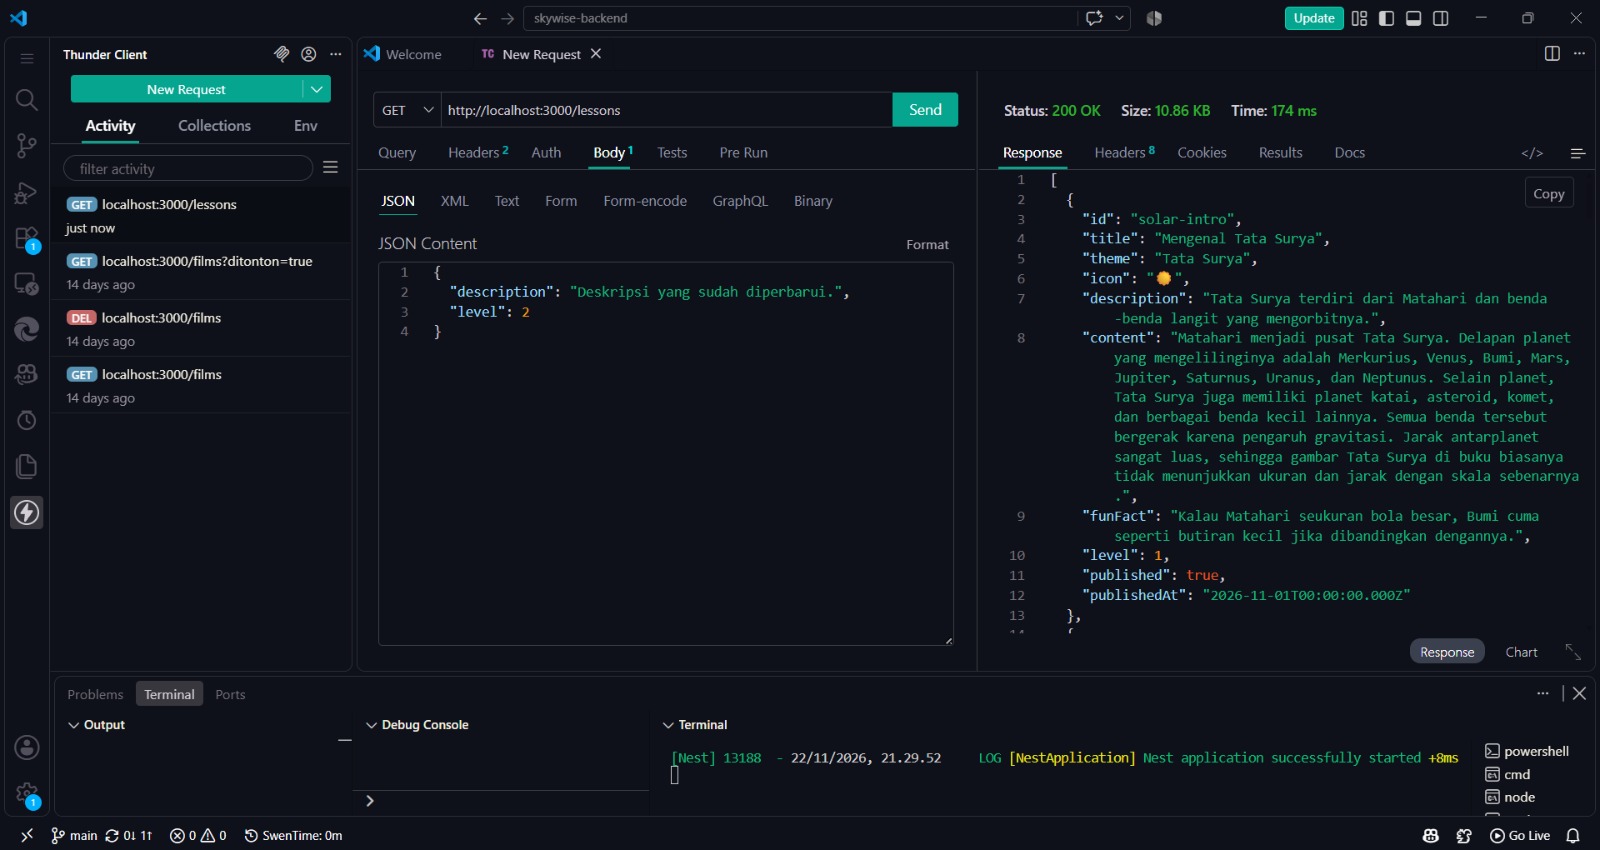 skywise-backend
Update
Thunder Client
New Request
Activity
Collections
Env
filter activity
GET localhost:3000/lessons
just now
GET localhost:3000/films?ditonton=true
14 days ago
DEL localhost:3000/films
14 days ago
GET localhost:3000/films
14 days ago
Welcome
TC New Request
GET
http://localhost:3000/lessons
Send
Query
Headers 2
Auth
Body 1
Tests
Pre Run
JSON
XML
Text
Form
Form-encode
GraphQL
Binary
JSON Content
Format
1 {
2 "description": "Deskripsi yang sudah diperbarui.",
3 "level": 2
4 }
Status: 200 OK Size: 10.86 KB Time: 174 ms
Response
Headers 8
Cookies
Results
Docs
</>
Copy
1 [
2 {
3 "id": "solar-intro",
4 "title": "Mengenal Tata Surya",
5 "theme": "Tata Surya",
6 "icon": "🌞",
7 "description": "Tata Surya terdiri dari Matahari dan benda
-benda langit yang mengorbitnya.",
8 "content": "Matahari menjadi pusat Tata Surya. Delapan planet
yang mengelilinginya adalah Merkurius, Venus, Bumi, Mars,
Jupiter, Saturnus, Uranus, dan Neptunus. Selain planet,
Tata Surya juga memiliki planet katai, asteroid, komet,
dan berbagai benda kecil lainnya. Semua benda tersebut
bergerak karena pengaruh gravitasi. Jarak antarplanet
sangat luas, sehingga gambar Tata Surya di buku biasanya
tidak menunjukkan ukuran dan jarak dengan skala sebenarnya
.",
9 "funFact": "Kalau Matahari seukuran bola besar, Bumi cuma
seperti butiran kecil jika dibandingkan dengannya.",
10 "level": 1,
11 "published": true,
12 "publishedAt": "2026-11-01T00:00:00.000Z"
13 },
14 {
Response
Chart
Problems
Terminal
Ports
Output
Debug Console
Terminal
[Nest] 13188 - 22/11/2026, 21.29.52 LOG [NestApplication] Nest application successfully started +8ms
powershell
cmd
node
1
1
main 0↓ 1↑ 0 0 SwenTime: 0m
Go Live